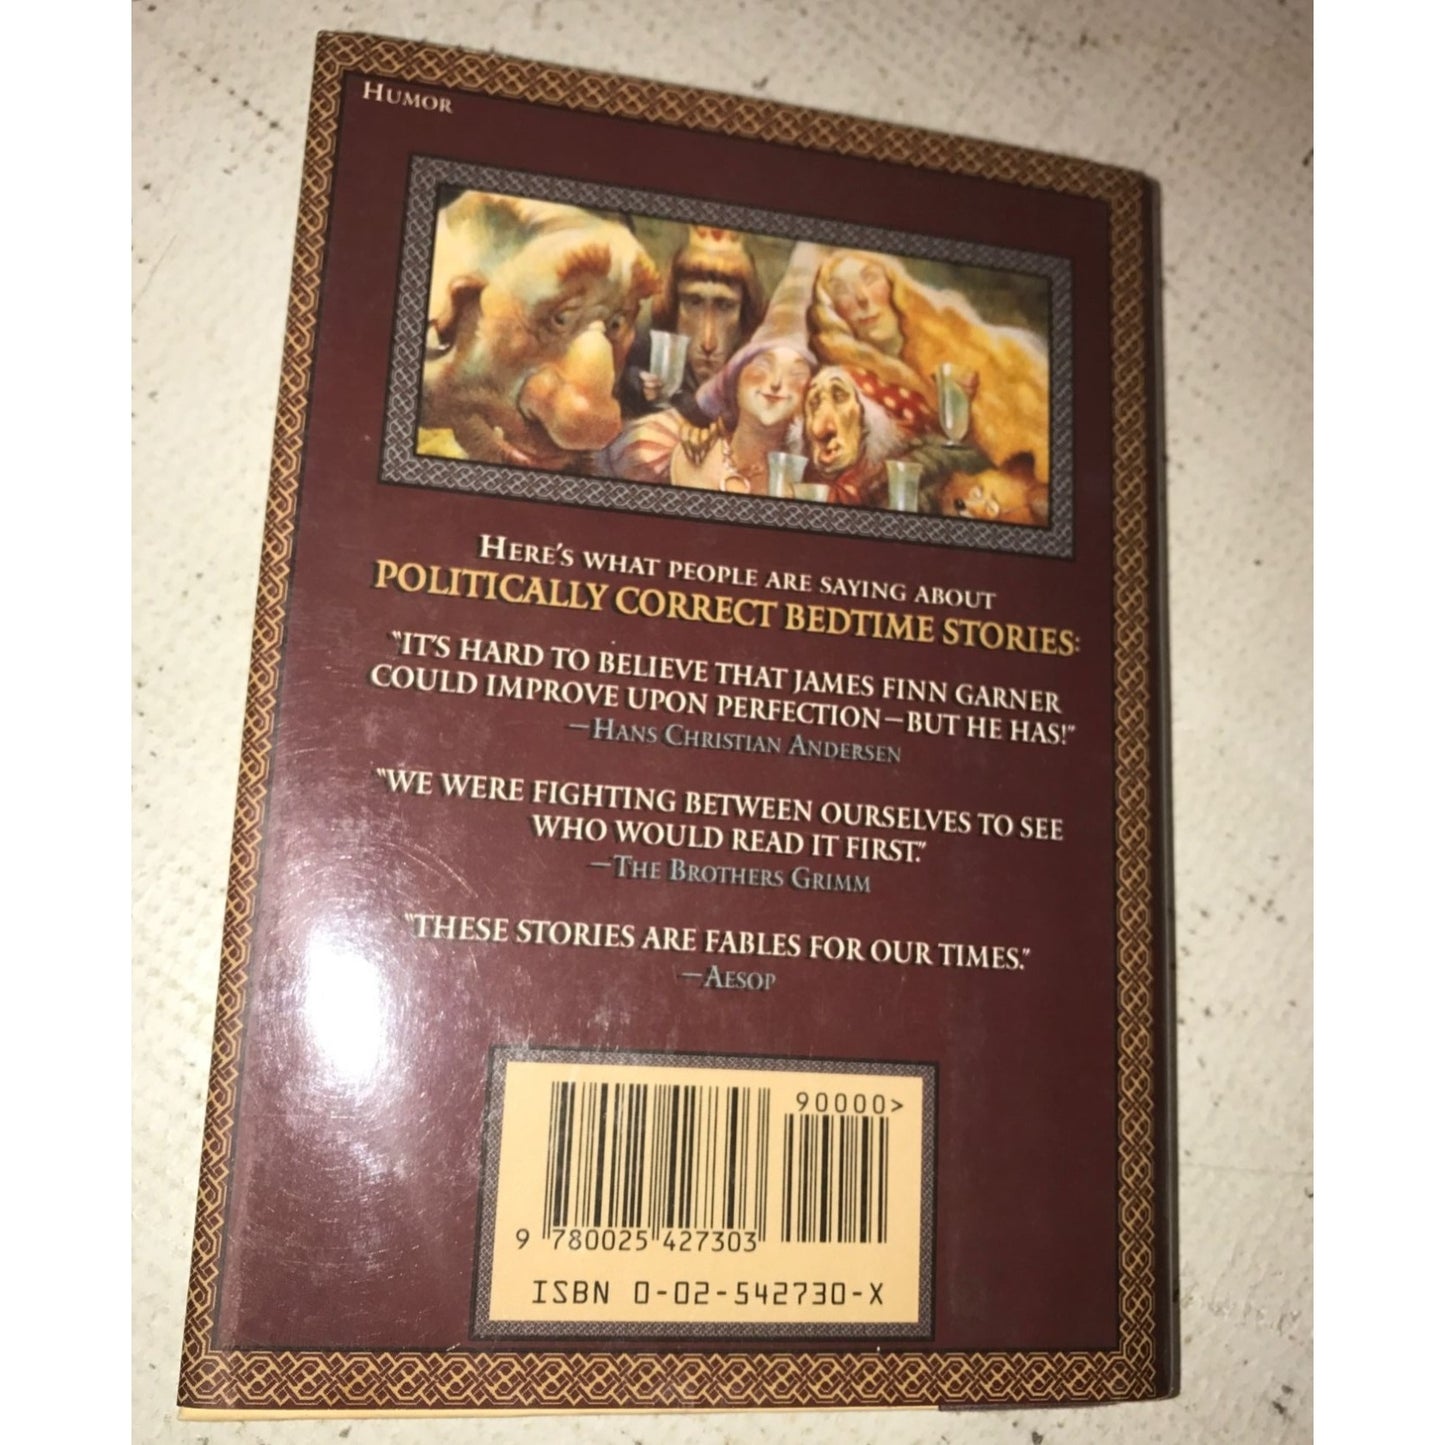 HUMOR
HERE'S WHAT PEOPLE ARE SAYING ABOUT
POLITICALLY CORRECT BEDTIME STORIES:
"IT'S HARD TO BELIEVE THAT JAMES FINN GARNER
COULD IMPROVE UPON PERFECTION—BUT HE HAS!"
—HANS CHRISTIAN ANDERSEN
"WE WERE FIGHTING BETWEEN OURSELVES TO SEE
WHO WOULD READ IT FIRST."
—THE BROTHERS GRIMM
"THESE STORIES ARE FABLES FOR OUR TIMES."
—AESOP
90000>
9 780025 427303
ISBN 0-02-542730-X